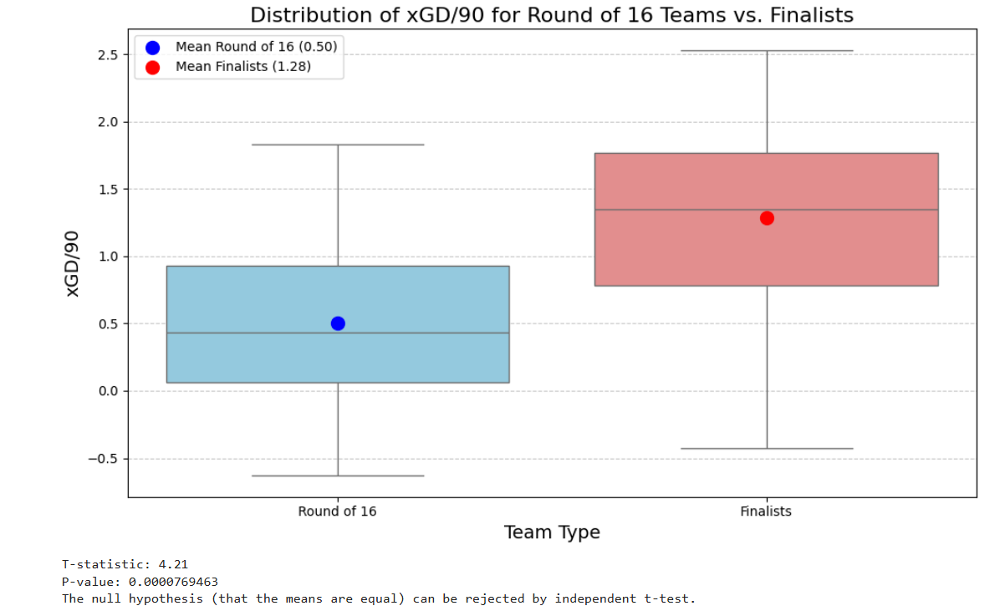 Distribution of xGD/90 for Round of 16 Teams vs. Finalists
Mean Round of 16 (0.50)
Mean Finalists (1.28)
2.5
2.0
1.5
1.0
0.5
0.0
−0.5
xGD/90
Round of 16
Finalists
Team Type
T-statistic: 4.21
P-value: 0.0000769463
The null hypothesis (that the means are equal) can be rejected by independent t-test.